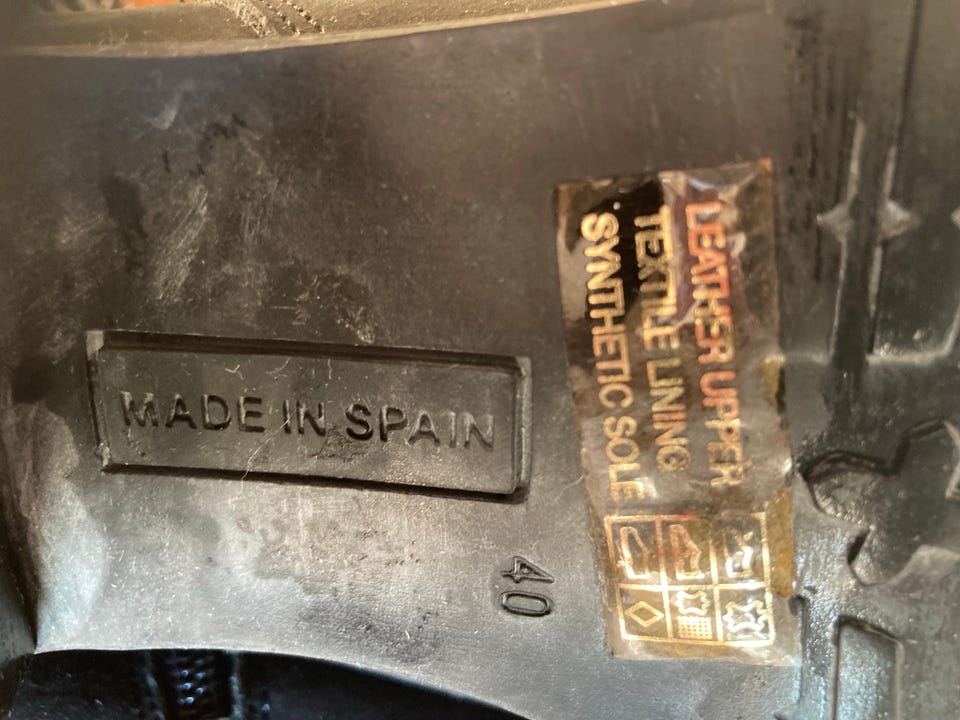 MADE IN SPAIN
40
LEATHER UPPER
TEXTILE LINING
SYNTHETIC SOLE